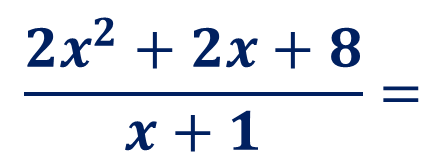 2x² + 2x + 8
x + 1
=